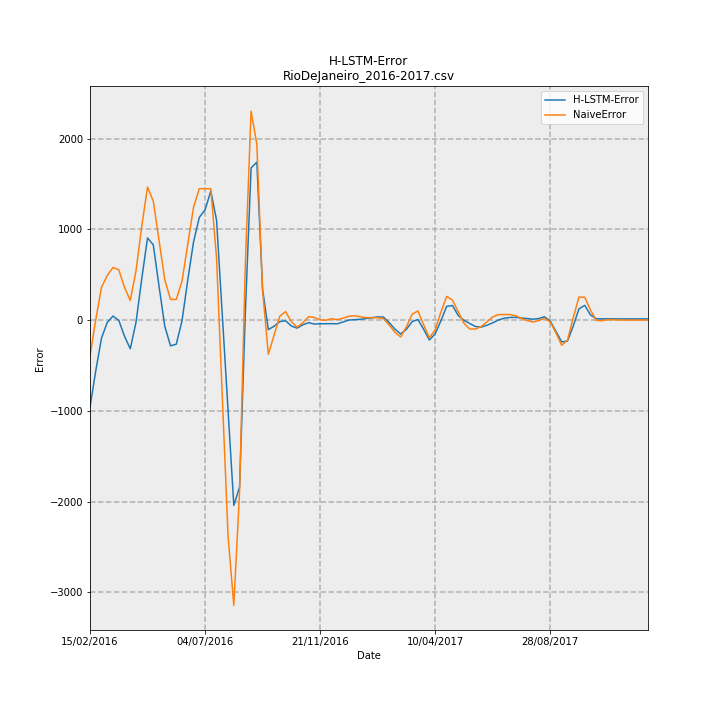 H-LSTM-Error
RioDeJaneiro_2016-2017.csv
H-LSTM-Error
NaiveError
2000
1000
0
−1000
−2000
−3000
Error
15/02/2016 04/07/2016 21/11/2016 10/04/2017 28/08/2017
Date